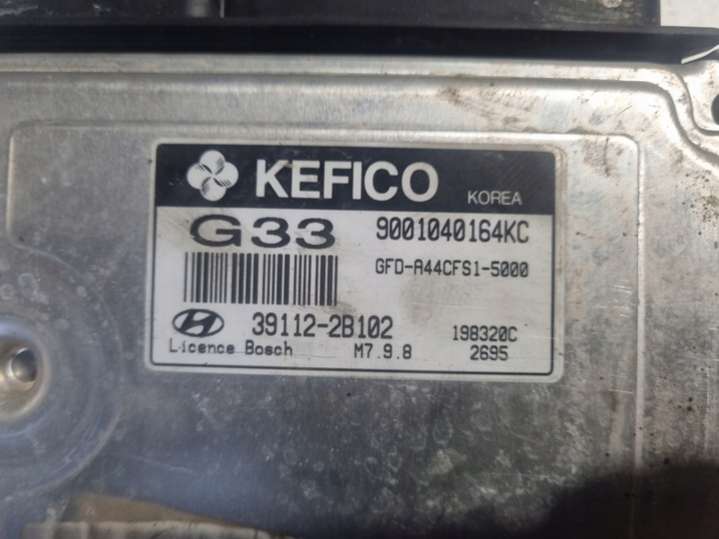 KEFICO KOREA
G33 9001040164KC
GFD-A44CFS1-5000
39112-2B102 198320C
Licence Bosch M7.9.8 2695